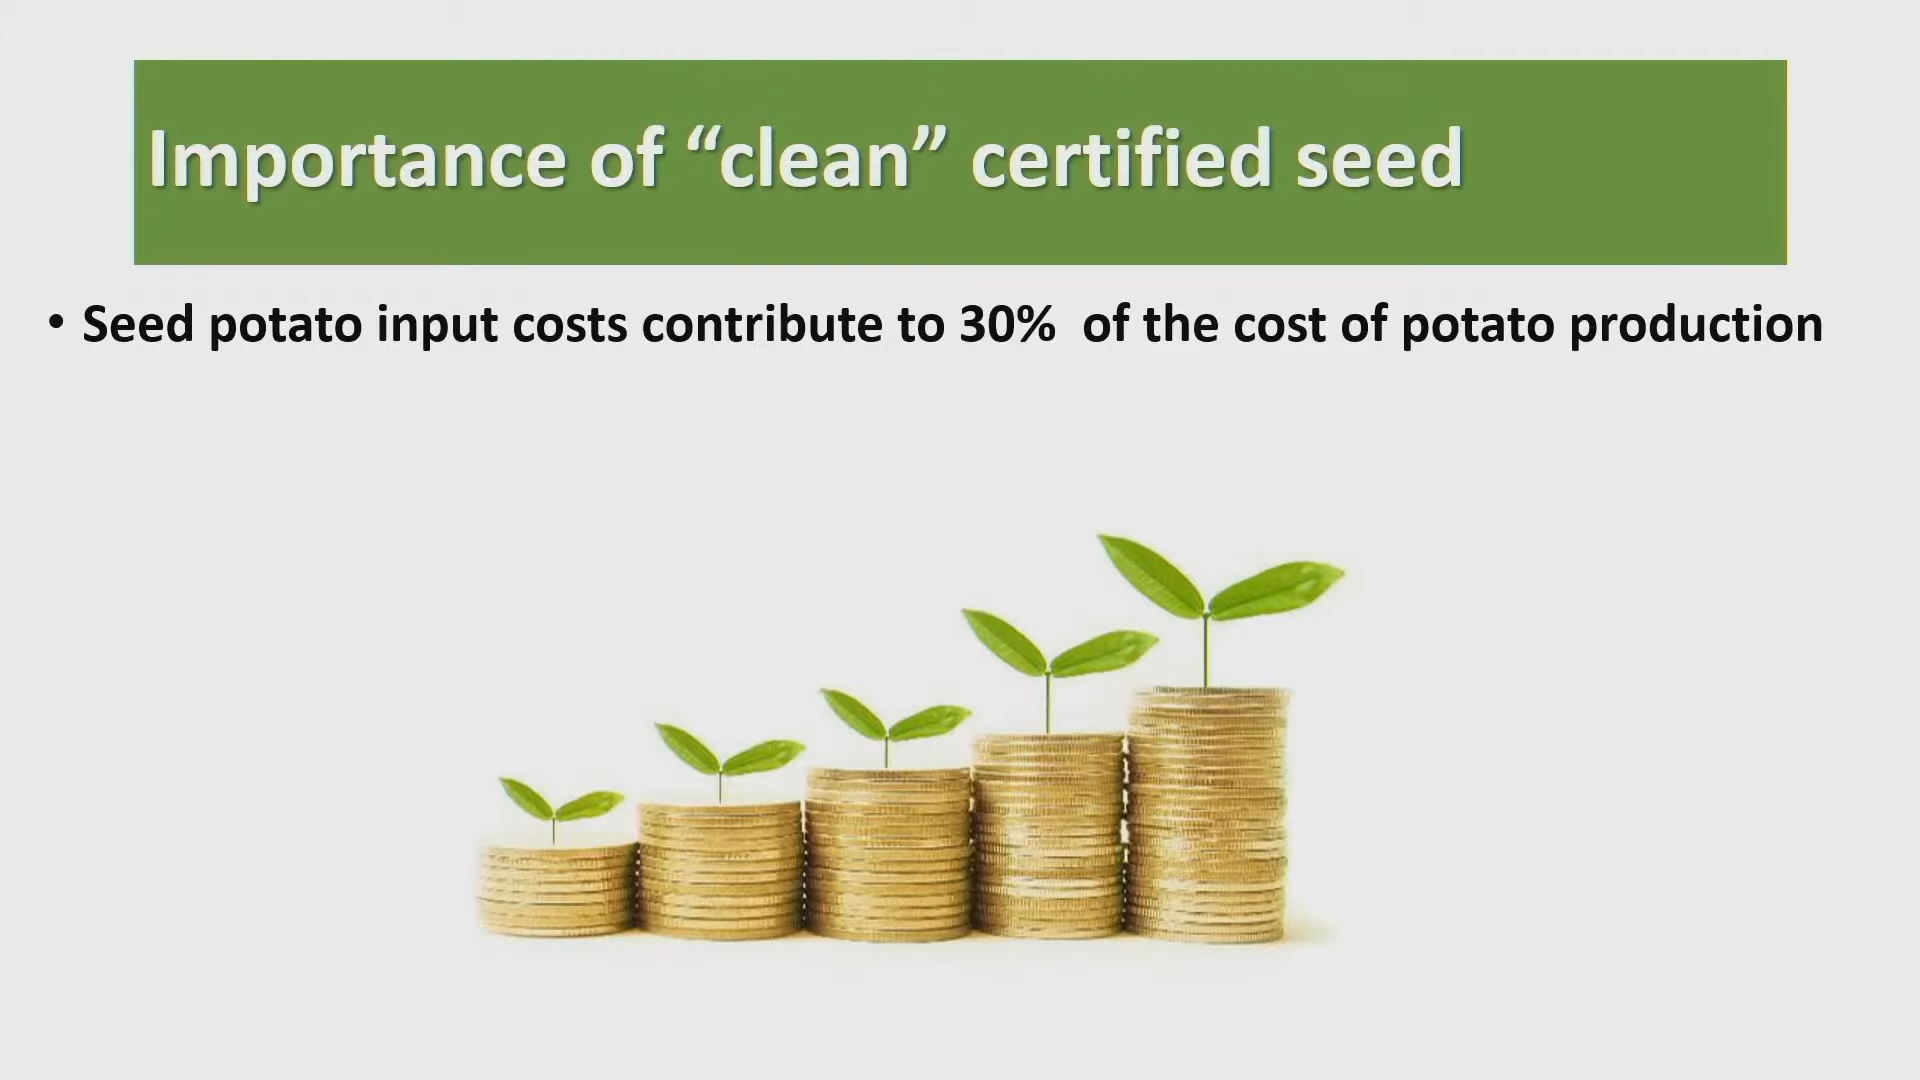 Importance of “clean” certified seed
• Seed potato input costs contribute to 30%  of the cost of potato production